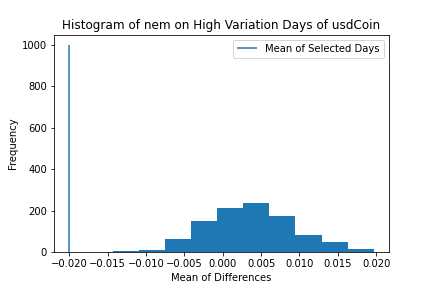 Histogram of nem on High Variation Days of usdCoin
Mean of Selected Days
1000
800
600
400
200
0
Frequency
−0.020 −0.015 −0.010 −0.005 0.000 0.005 0.010 0.015 0.020
Mean of Differences